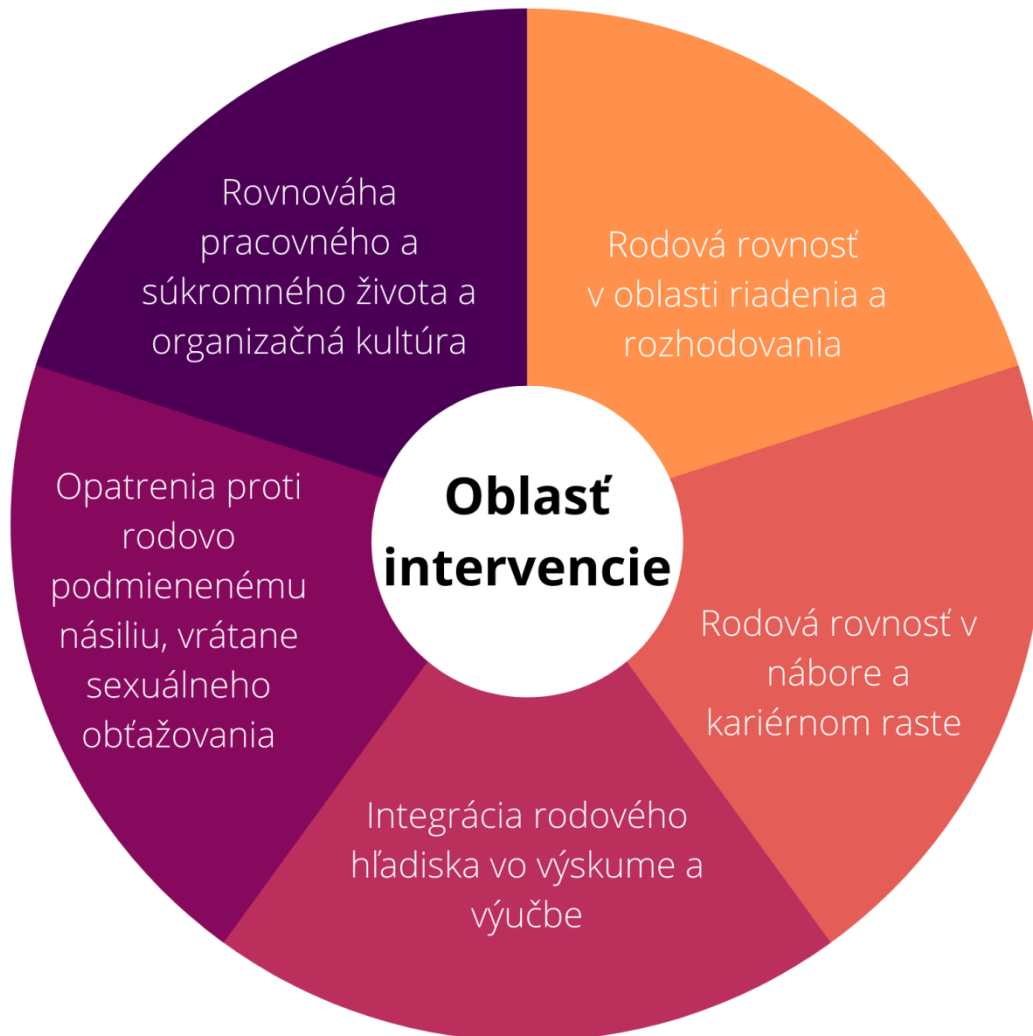 Rovnováha
pracovného a
súkromného života a
organizačná kultúra
Rodová rovnosť
v oblasti riadenia a
rozhodovania
Oblasť
intervencie
Opatrenia proti
rodovo
podmienenému
násiliu, vrátane
sexuálneho
obťažovania
Rodová rovnosť v
nábore a
kariérnom raste
Integrácia rodového
hľadiska vo výskume a
výučbe